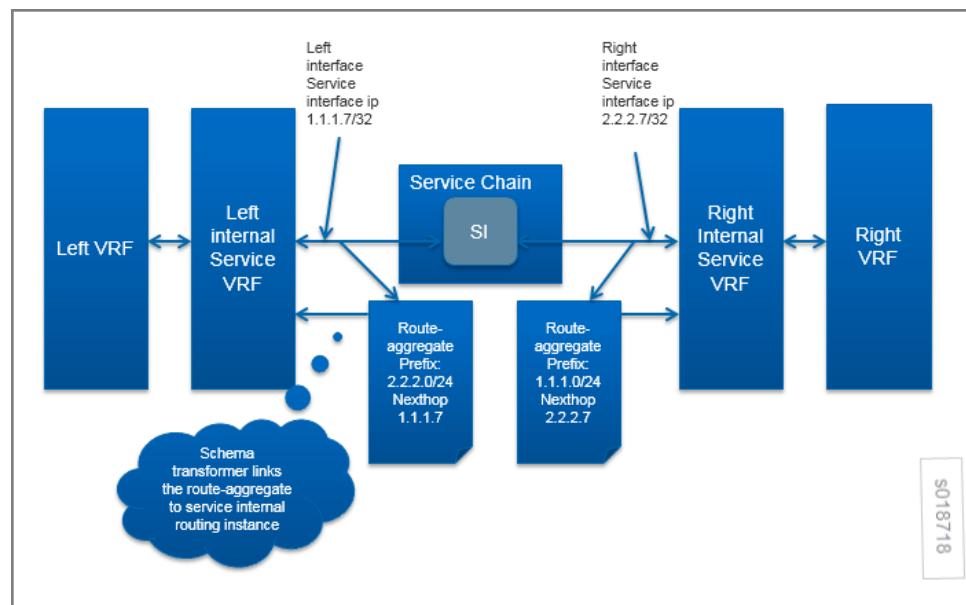 Left
interface
Service
interface ip
1.1.1.7/32
Right
interface
Service
interface ip
2.2.2.7/32
Left VRF
Left
internal
Service
VRF
Service Chain
SI
Right
Internal
Service
VRF
Right
VRF
Route-
aggregate
Prefix:
2.2.2.0/24
Nexthop
1.1.1.7
Route-
aggregate
Prefix:
1.1.1.0/24
Nexthop
2.2.2.7
Schema
transformer links
the route-aggregate
to service internal
routing instance
s018718